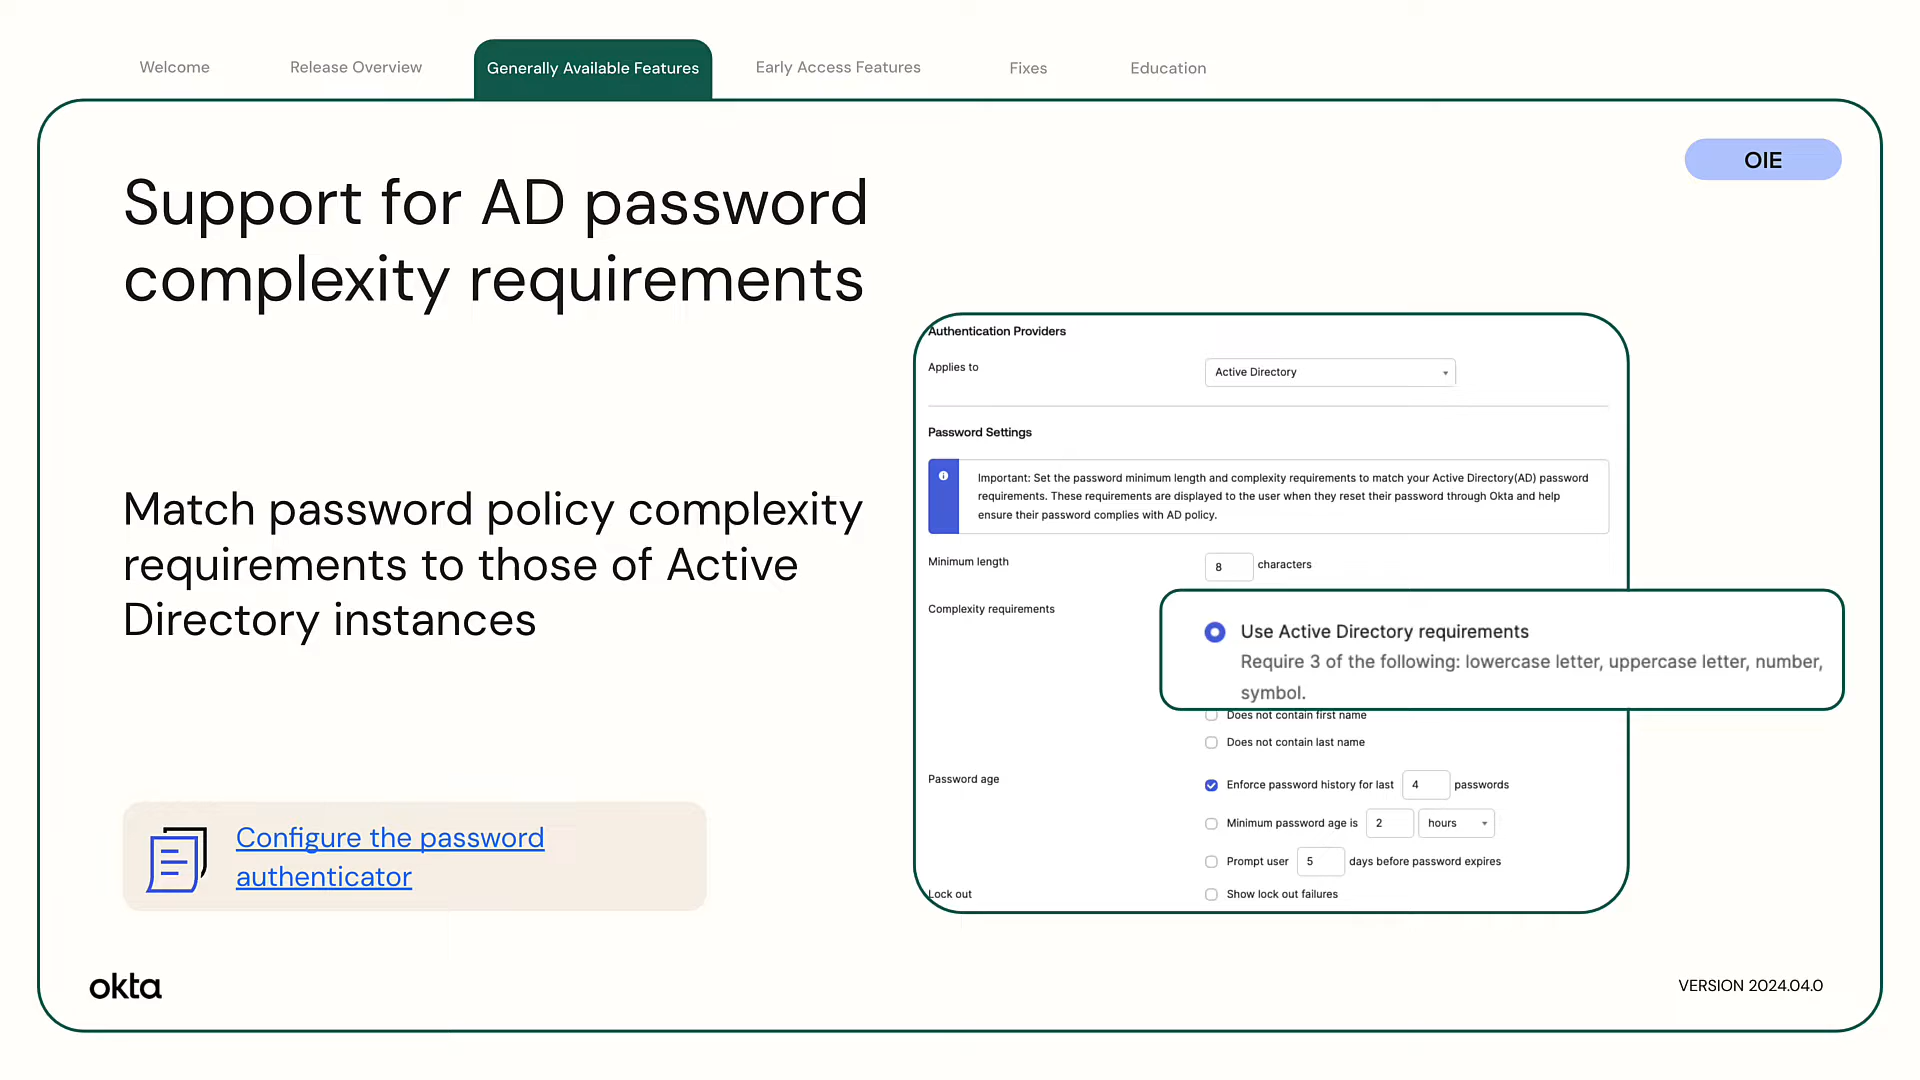 Welcome
Release Overview
Generally Available Features
Early Access Features
Fixes
Education
OIE
Support for AD password
complexity requirements
Match password policy complexity
requirements to those of Active
Directory instances
Configure the password
authenticator
Authentication Providers
Applies to
Active Directory
Password Settings
Important: Set the password minimum length and complexity requirements to match your Active Directory(AD) password
requirements. These requirements are displayed to the user when they reset their password through Okta and help
ensure their password complies with AD policy.
Minimum length
8 characters
Complexity requirements
Use Active Directory requirements
Require 3 of the following: lowercase letter, uppercase letter, number,
symbol.
Does not contain first name
Does not contain last name
Password age
Enforce password history for last 4 passwords
Minimum password age is 2 hours
Prompt user 5 days before password expires
Lock out
Show lock out failures
okta
VERSION 2024.04.0